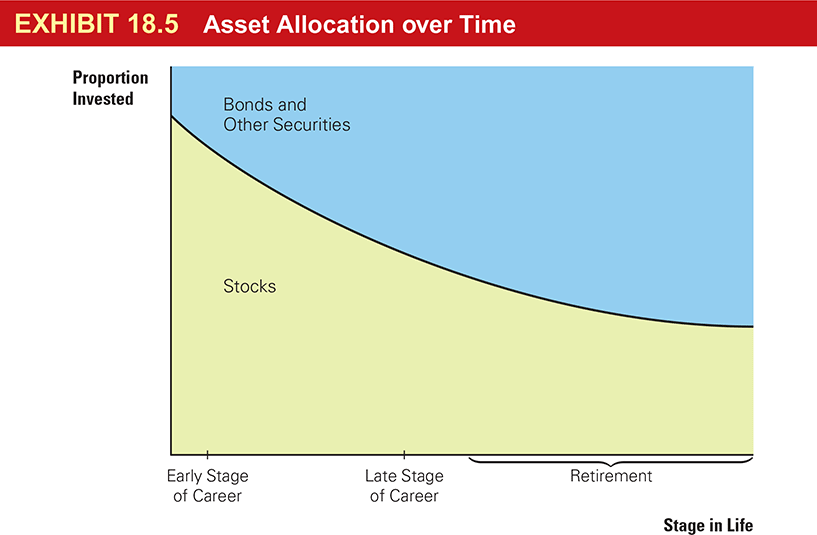 EXHIBIT 18.5 Asset Allocation over Time
Proportion
Invested
Bonds and
Other Securities
Stocks
Early Stage
of Career
Late Stage
of Career
Retirement
Stage in Life